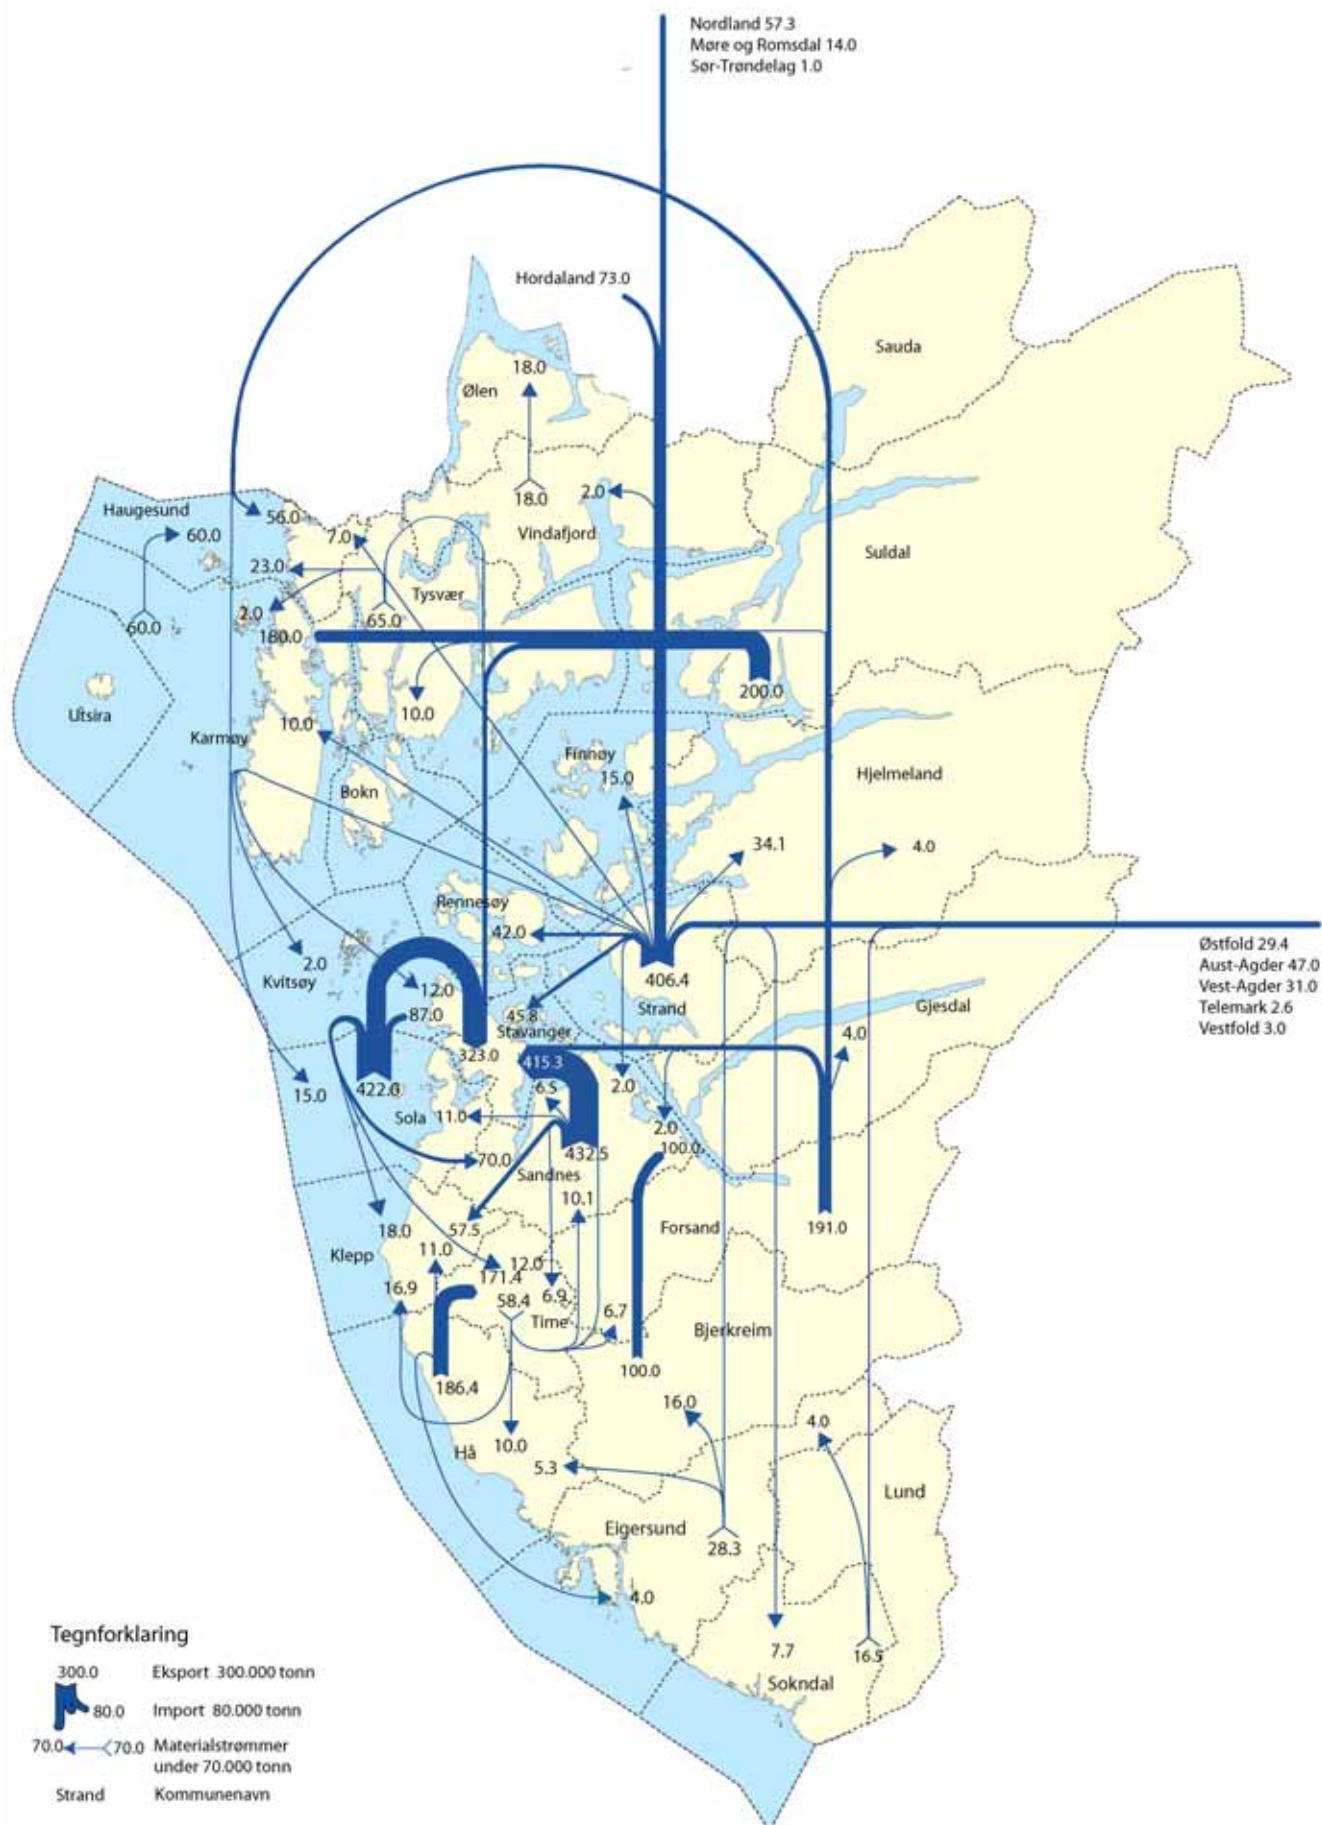 Nordland 57.3
Møre og Romsdal 14.0
Sør-Trøndelag 1.0
Hordaland 73.0
Sauda
18.0
Ølen
18.0
2.0
Haugesund
60.0
56.0
7.0
Vindafjord
Suldal
23.0
Tysvær
2.0
65.0
60.0
180.0
200.0
Utsira
10.0
10.0
Karmøy
Finnøy
15.0
Hjelmeland
Bokn
34.1
4.0
Rennesøy
42.0
Østfold 29.4
Aust-Agder 47.0
Vest-Agder 31.0
Telemark 2.6
Vestfold 3.0
2.0
Kvitsøy
12.0
406.4
Strand
Gjesdal
87.0
45.8
Stavanger
4.0
323.0
415.3
422.0
6.5
2.0
15.0
Sola
11.0
2.0
100.0
70.0
432.5
Sandnes
10.1
Forsand
191.0
18.0
57.5
Klepp
11.0
12.0
171.4
16.9
58.4
6.9
Time
6.7
Bjerkreim
186.4
100.0
16.0
4.0
Hå
10.0
5.3
Lund
Eigersund
28.3
4.0
7.7
16.5
Sokndal
Tegnforklaring
300.0 Eksport 300.000 tonn
80.0 Import 80.000 tonn
70.0 70.0 Materialstrømmer
under 70.000 tonn
Strand Kommunenavn